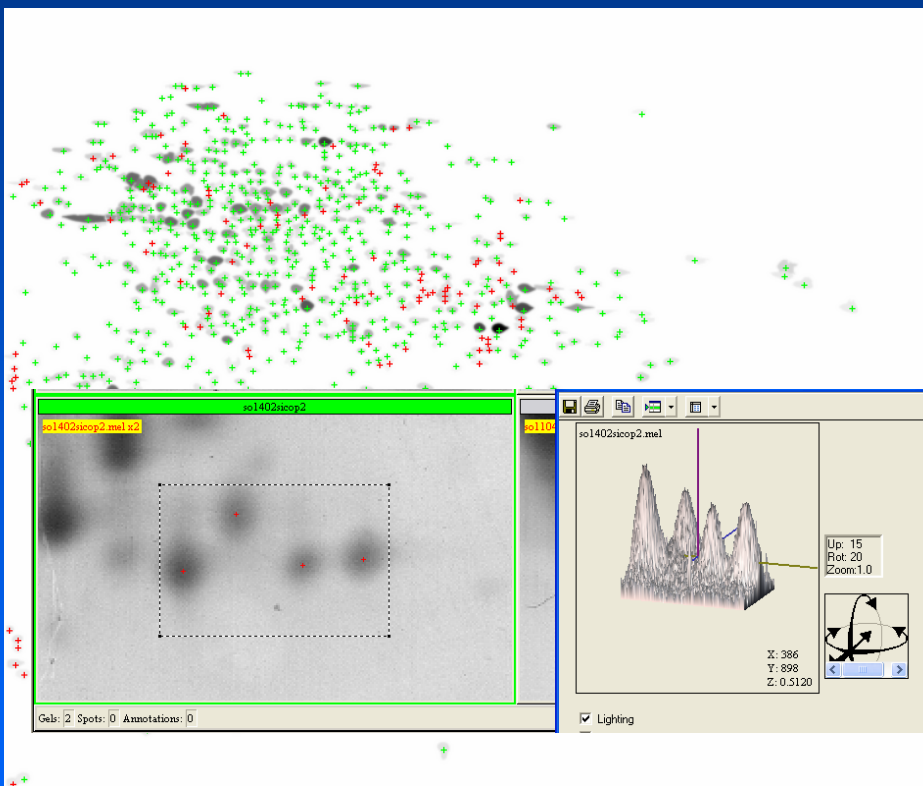 so1402sicop2
so1402sicop2.mel x2
so1104
Gels: 2 Spots: 0 Annotations: 0
so1402sicop2.mel
Up: 15
Rot: 20
Zoom:1.0
X: 386
Y: 898
Z: 0.5120
Lighting